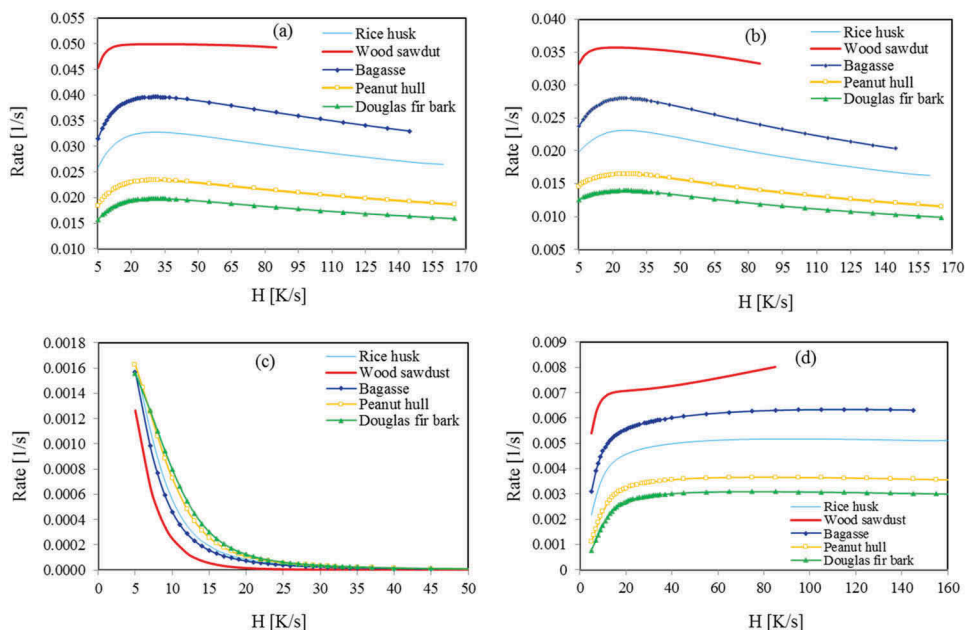 (a)
0.055
0.050
0.045
0.040
0.035
0.030
0.025
0.020
0.015
0.010
Rate [1/s]
5 20 35 50 65 80 95 110 125 140 155 170
H [K/s]
Rice husk
Wood sawdut
Bagasse
Peanut hull
Douglas fir bark
(b)
0.040
0.035
0.030
0.025
0.020
0.015
0.010
0.005
Rate [1/s]
5 20 35 50 65 80 95 110 125 140 155 170
H [K/s]
Rice husk
Wood sawdut
Bagasse
Peanut hull
Douglas fir bark
(c)
0.0018
0.0016
0.0014
0.0012
0.0010
0.0008
0.0006
0.0004
0.0002
0.0000
Rate [1/s]
0 5 10 15 20 25 30 35 40 45 50
H [K/s]
Rice husk
Wood sawdust
Bagasse
Peanut hull
Douglas fir bark
(d)
0.009
0.008
0.007
0.006
0.005
0.004
0.003
0.002
0.001
0
Rate [1/s]
0 20 40 60 80 100 120 140 160
H [K/s]
Rice husk
Wood sawdust
Bagasse
Peanut hull
Douglas fir bark